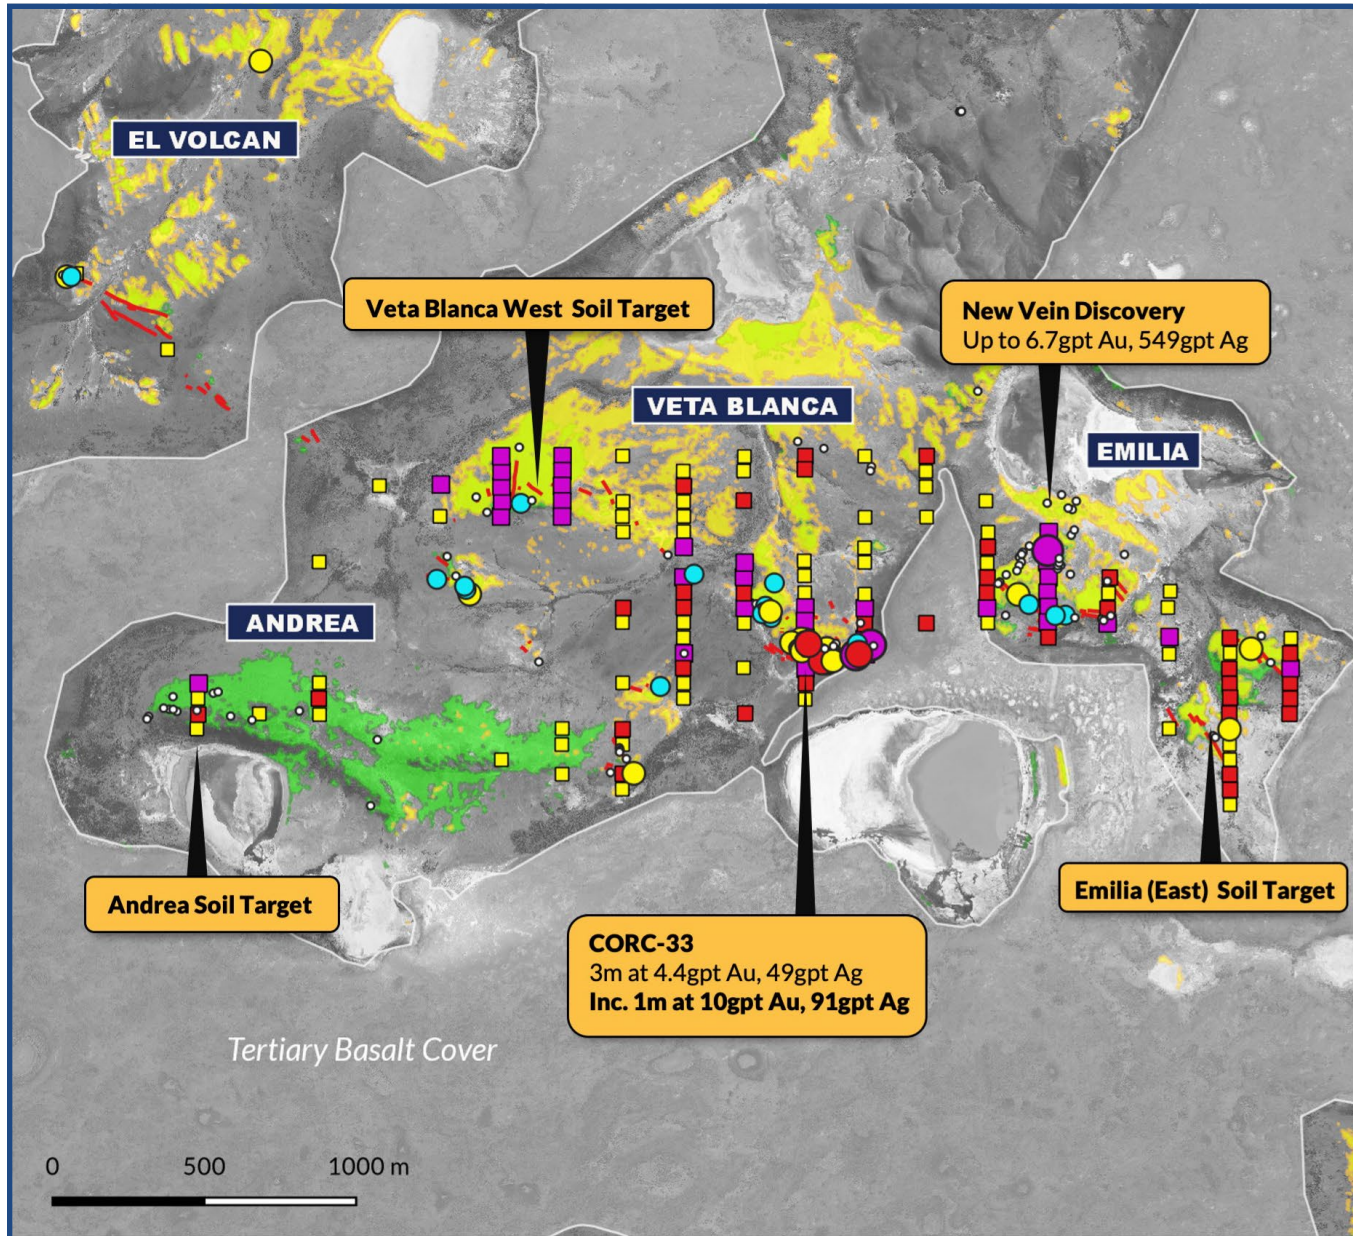 EL VOLCAN
Veta Blanca West Soil Target
New Vein Discovery
Up to 6.7gpt Au, 549gpt Ag
VETA BLANCA
EMILIA
ANDREA
Andrea Soil Target
Emilia (East) Soil Target
CORC-33
3m at 4.4gpt Au, 49gpt Ag
Inc. 1m at 10gpt Au, 91gpt Ag
Tertiary Basalt Cover
0 500 1000 m